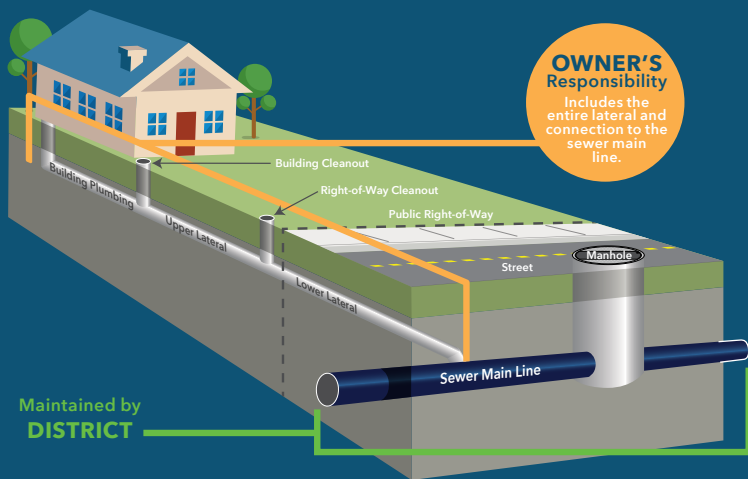 OWNER'S
Responsibility
Includes the
entire lateral and
connection to the
sewer main
line.
Building Cleanout
Right-of-Way Cleanout
Public Right-of-Way
Building Plumbing
Upper Lateral
Lower Lateral
Street
Manhole
Sewer Main Line
Maintained by
DISTRICT